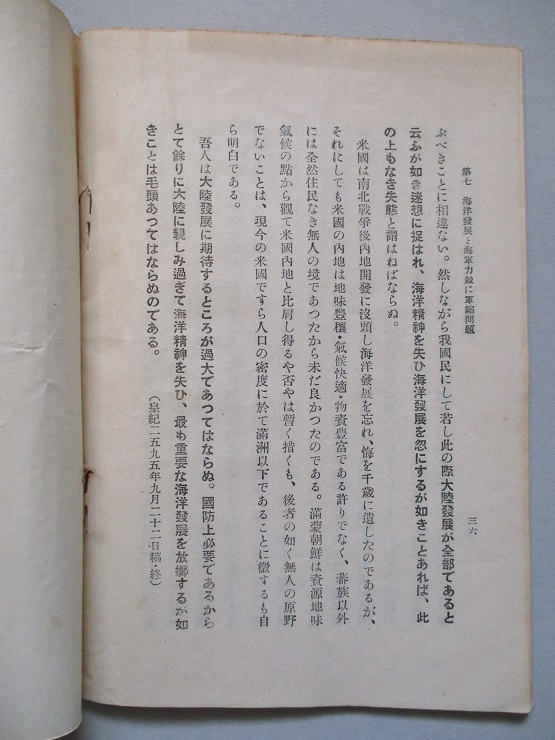 第七　海洋發展と海軍力竝に軍縮問題
三六
ぶべきことに相違ない。然しながら我國民にして若し此の際大陸發展が全部であると
云ふが如き迷想に捉はれ、海洋精神を失ひ海洋發展を忽にするが如きことあれば、此
の上もなき失態と謂はねばならぬ。
米國は南北戰爭後內地開發に沒頭し海洋發展を忘れ、悔を千歲に遺したのであるが、
それにしても米國の內地は地味豐穰・氣候快適・物資豐富である許りでなく、蕃族以外
には全然住民なき無人の境であつたから未だ良かつたのである。滿蒙朝鮮は資源地味
氣候の點から觀て米國內地と比肩し得るや否やは暫く措くも、後者の如く無人の原野
でないことは、現今の米國ですら人口の密度に於て滿洲以下であることに徵するも自
ら明白である。
吾人は大陸發展に期待するところが過大であつてはならぬ。國防上必要であるから
とて餘りに大陸に親しみ過ぎて海洋精神を失ひ、最も重要な海洋發展を放擲するが如
きことは毛頭あつてはならぬのである。
（皇紀二五九五年九月二十二日稿・終）